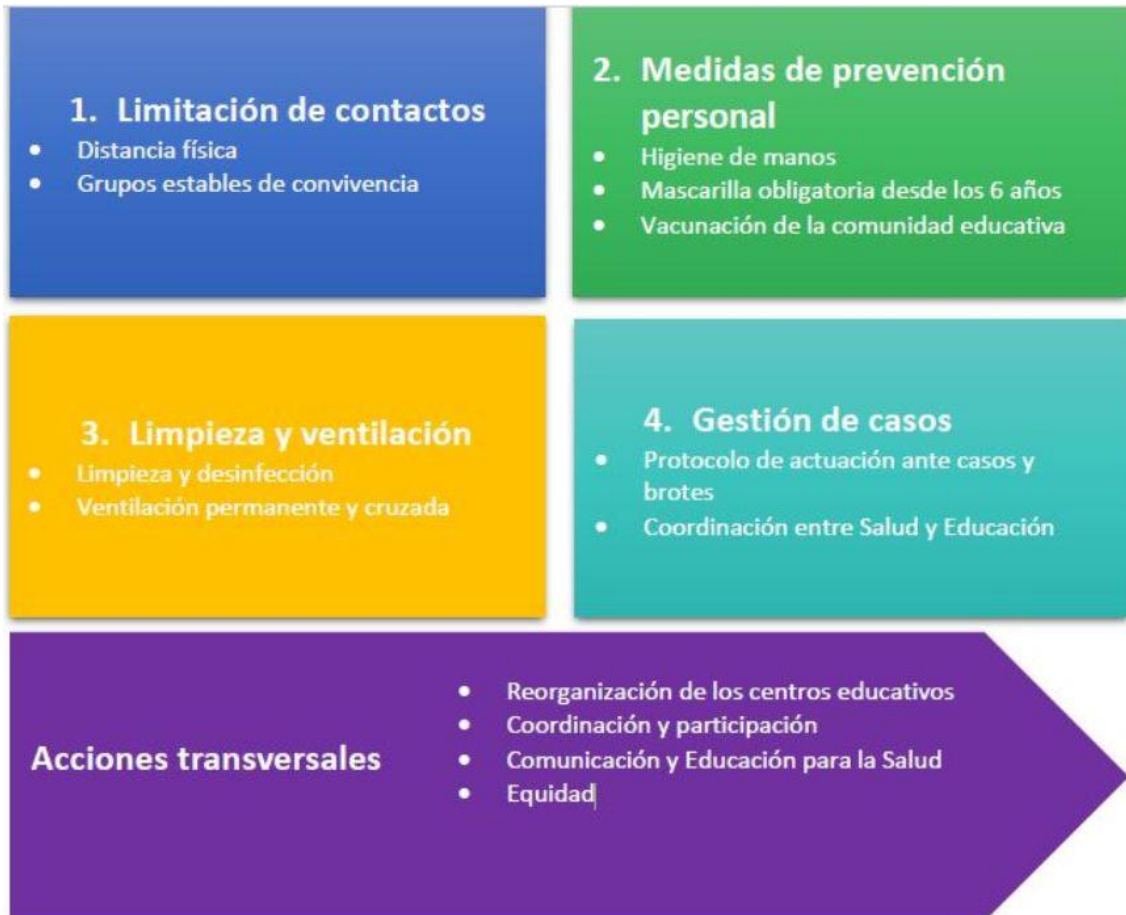 1. Limitación de contactos
• Distancia física
• Grupos estables de convivencia
2. Medidas de prevención
personal
• Higiene de manos
• Mascarilla obligatoria desde los 6 años
• Vacunación de la comunidad educativa
3. Limpieza y ventilación
• Limpieza y desinfección
• Ventilación permanente y cruzada
4. Gestión de casos
• Protocolo de actuación ante casos y
brotes
• Coordinación entre Salud y Educación
Acciones transversales
• Reorganización de los centros educativos
• Coordinación y participación
• Comunicación y Educación para la Salud
• Equidad